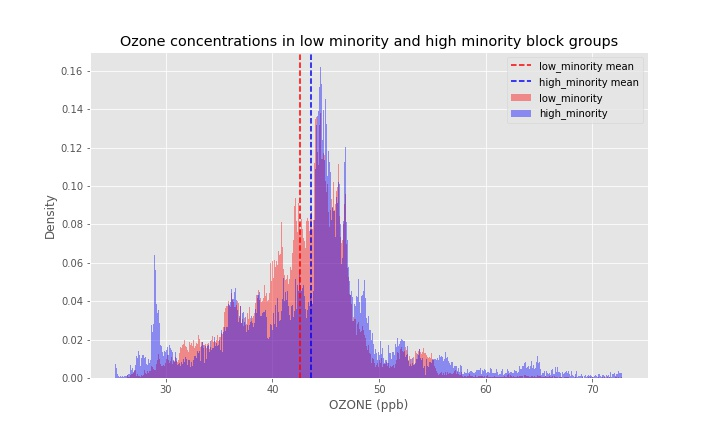 Ozone concentrations in low minority and high minority block groups
low_minority mean
high_minority mean
low_minority
high_minority
Density
0.16
0.14
0.12
0.10
0.08
0.06
0.04
0.02
0.00
30 40 50 60 70
OZONE (ppb)